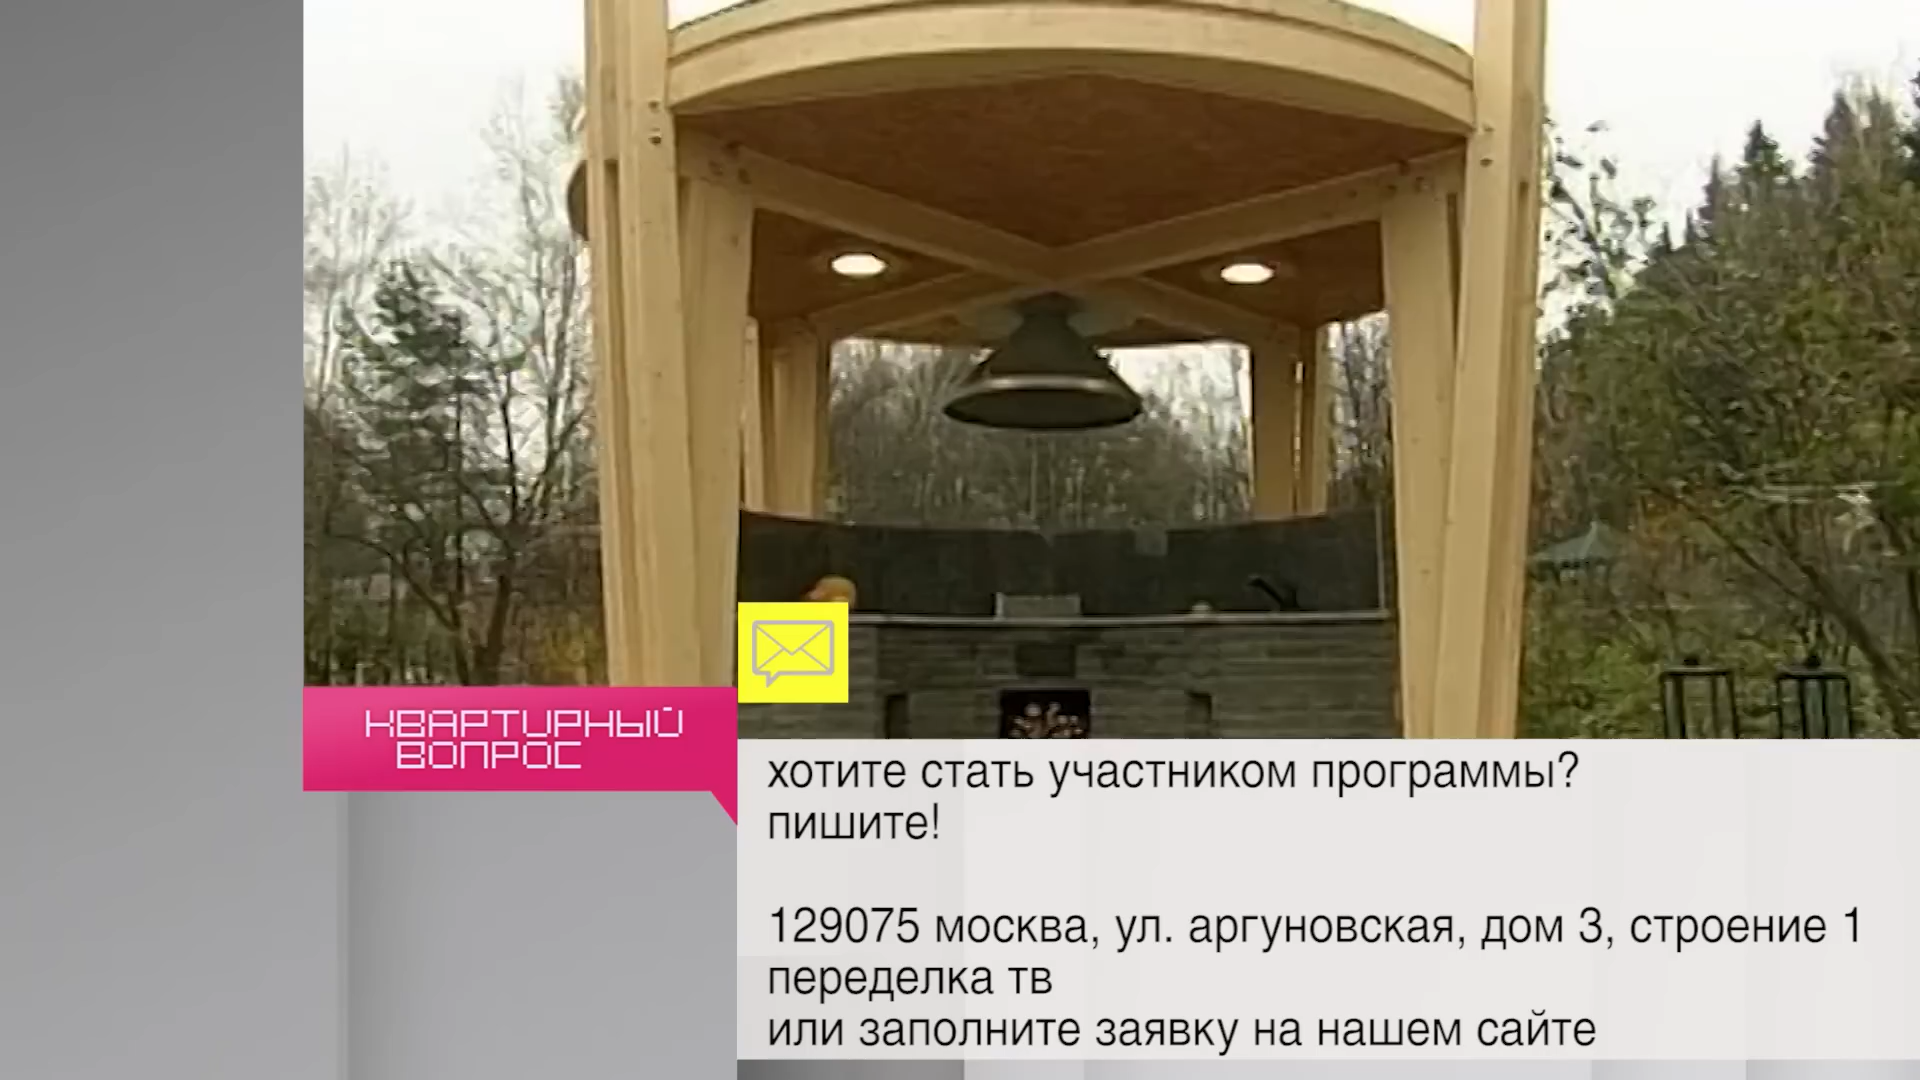 КВАРТИРНЫЙ
ВОПРОС
хотите стать участником программы?
пишите!
129075 москва, ул. аргуновская, дом 3, строение 1
переделка тв
или заполните заявку на нашем сайте